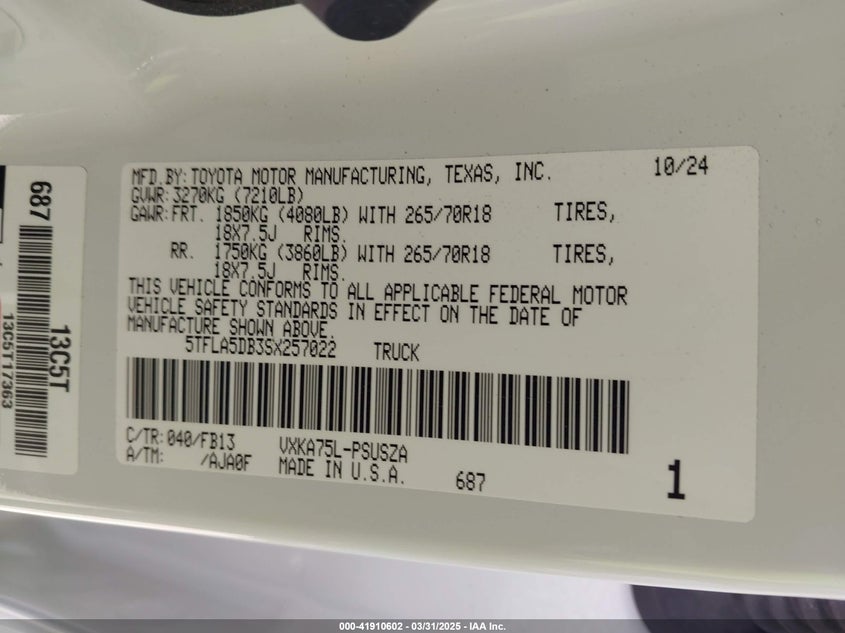 MFD.BY: TOYOTA MOTOR MANUFACTURING, TEXAS, INC. 10/24
GVWR: 3270KG (7210LB)
GAWR: FRT. 1850KG (4080LB) WITH 265/70R18 TIRES,
18X7.5J RIMS.
RR. 1750KG (3860LB) WITH 265/70R18 TIRES,
18X7.5J RIMS.
THIS VEHICLE CONFORMS TO ALL APPLICABLE FEDERAL MOTOR
VEHICLE SAFETY STANDARDS IN EFFECT ON THE DATE OF
MANUFACTURE SHOWN ABOVE.
5TFLA5DB3SX257022 TRUCK
C/TR: 040/FB13 VXKA75L-PSUSZA
A/TM: /AJA0F MADE IN U.S.A. 687 1
687
13C5T
13C5T17363
000-41910602 - 03/31/2025 - IAA Inc.